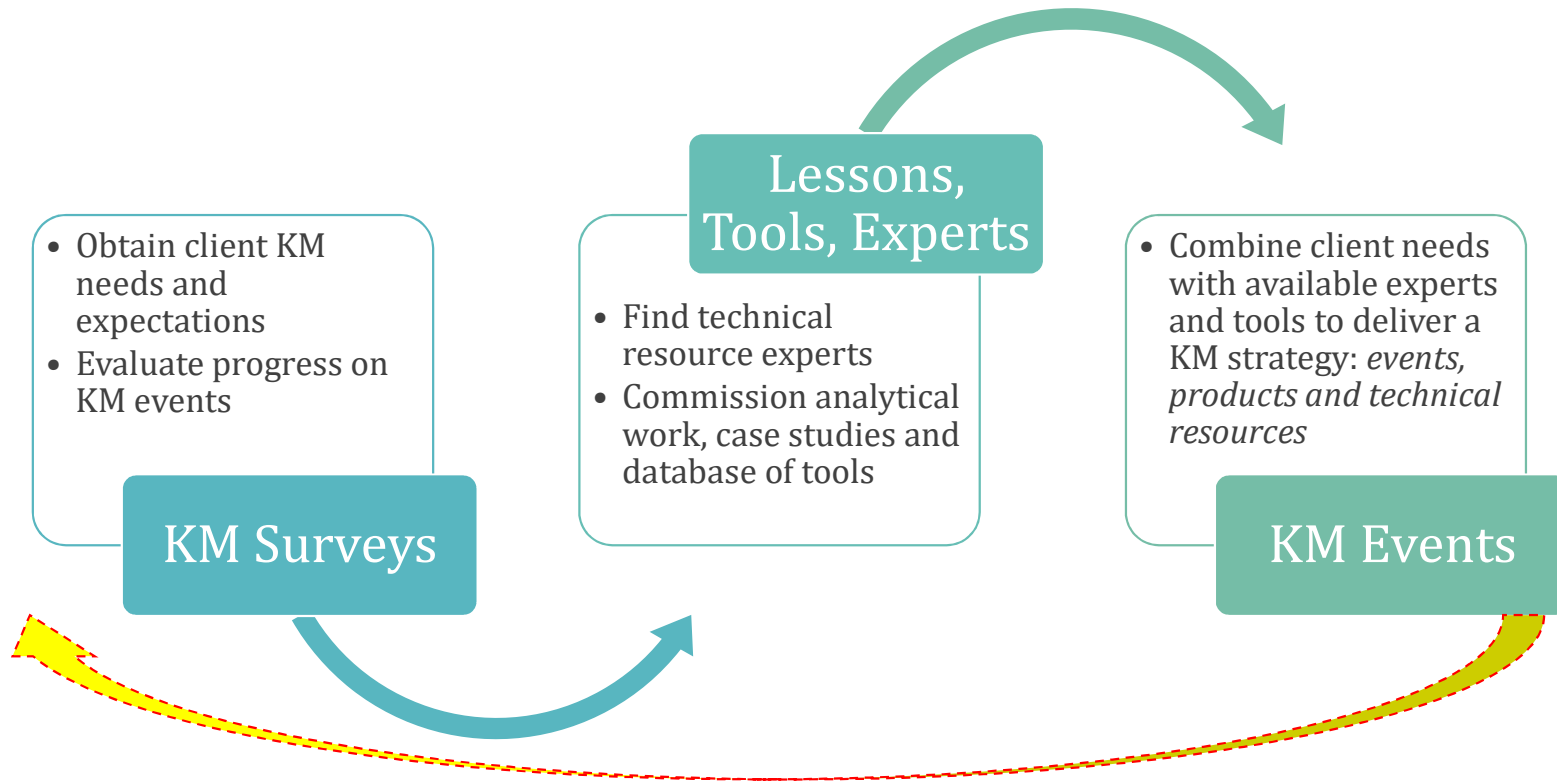 • Obtain client KM
needs and
expectations
• Evaluate progress on
KM events
KM Surveys
Lessons,
Tools, Experts
• Find technical
resource experts
• Commission analytical
work, case studies and
database of tools
• Combine client needs
with available experts
and tools to deliver a
KM strategy: events,
products and technical
resources
KM Events